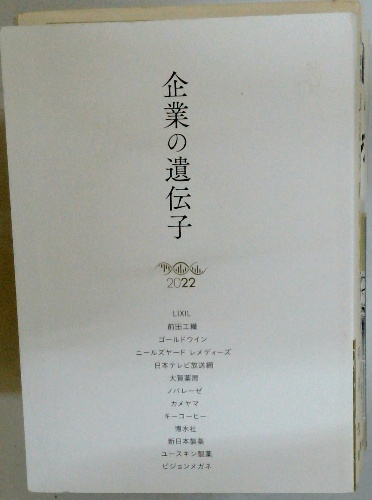 企業の遺伝子
2022
LIXIL
前田工繊
ゴールドウイン
ニールズヤード レメディーズ
日本テレビ放送網
大賀薬局
ノバレーゼ
カメヤマ
キーコーヒー
博水社
新日本製薬
ユースキン製薬
ビジョンメガネ